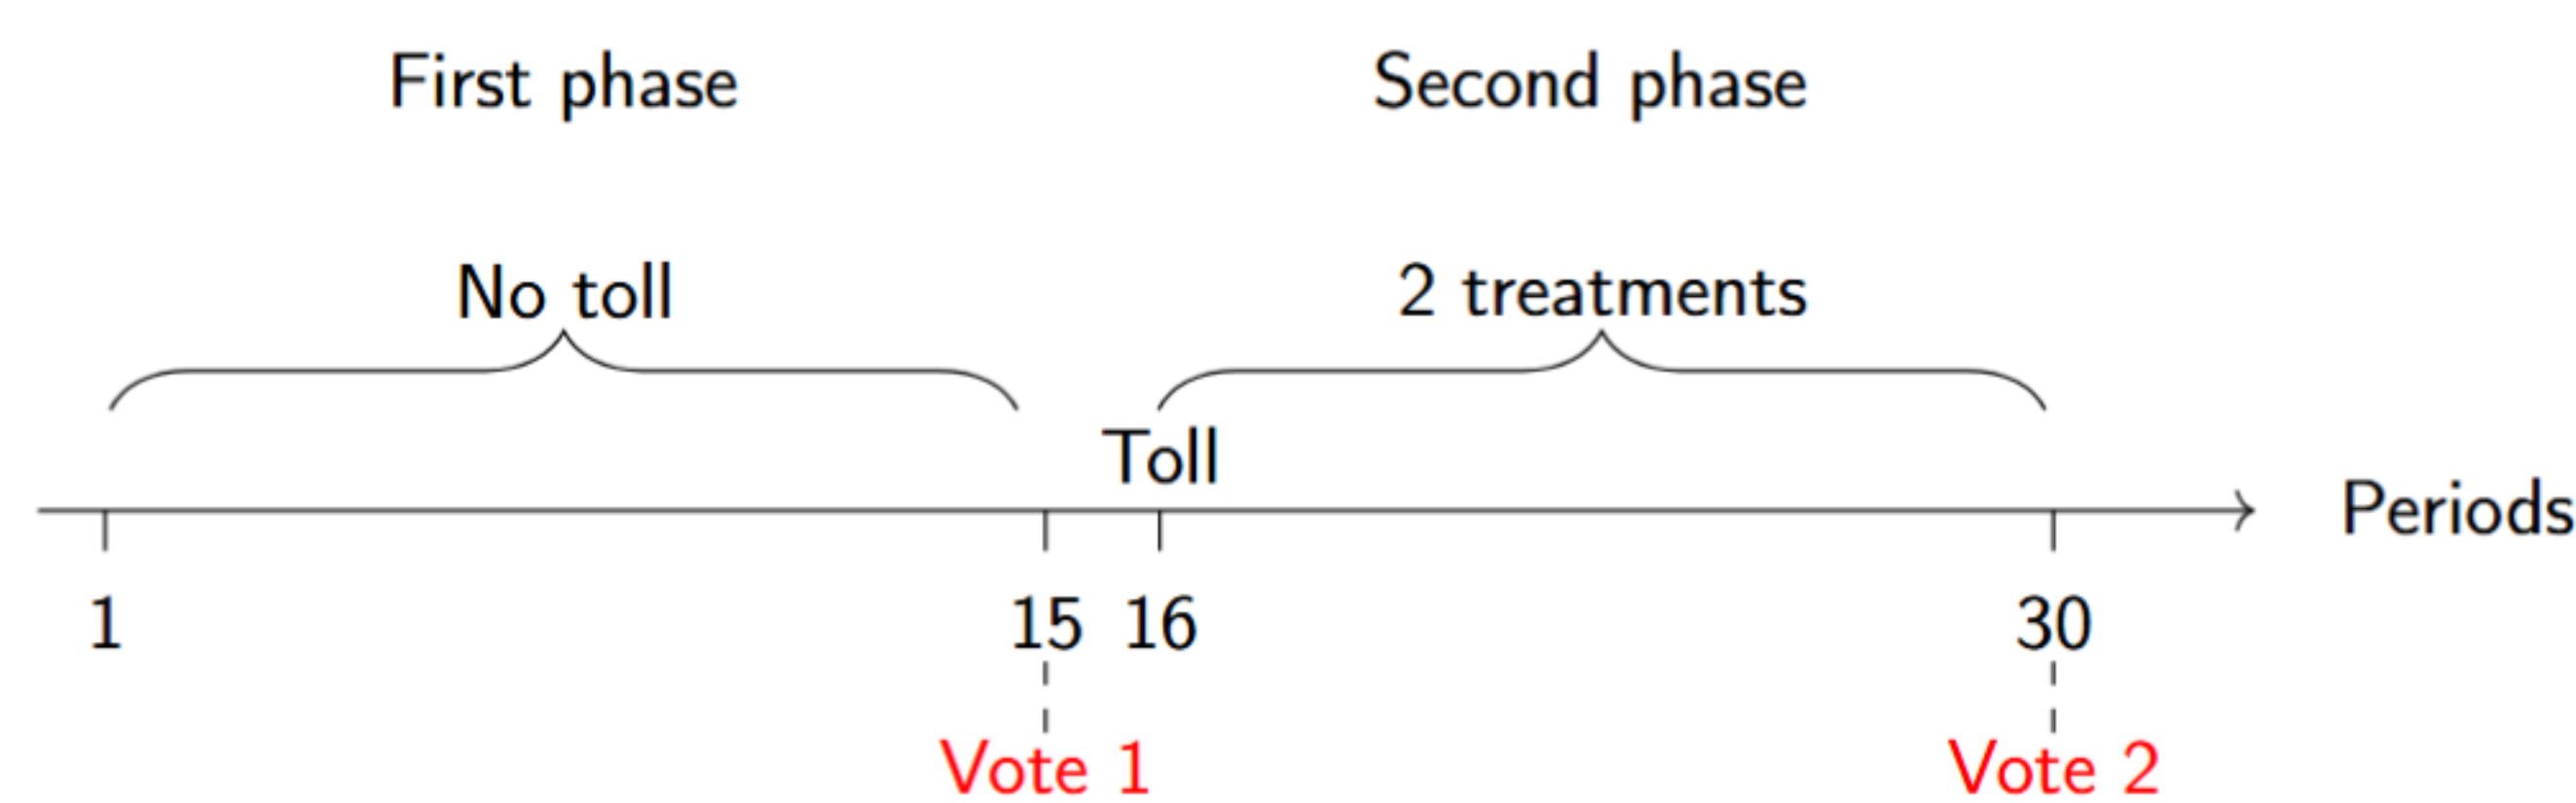 First phase Second phase
No toll 2 treatments
Toll
Periods
1 15 16 30
Vote 1 Vote 2